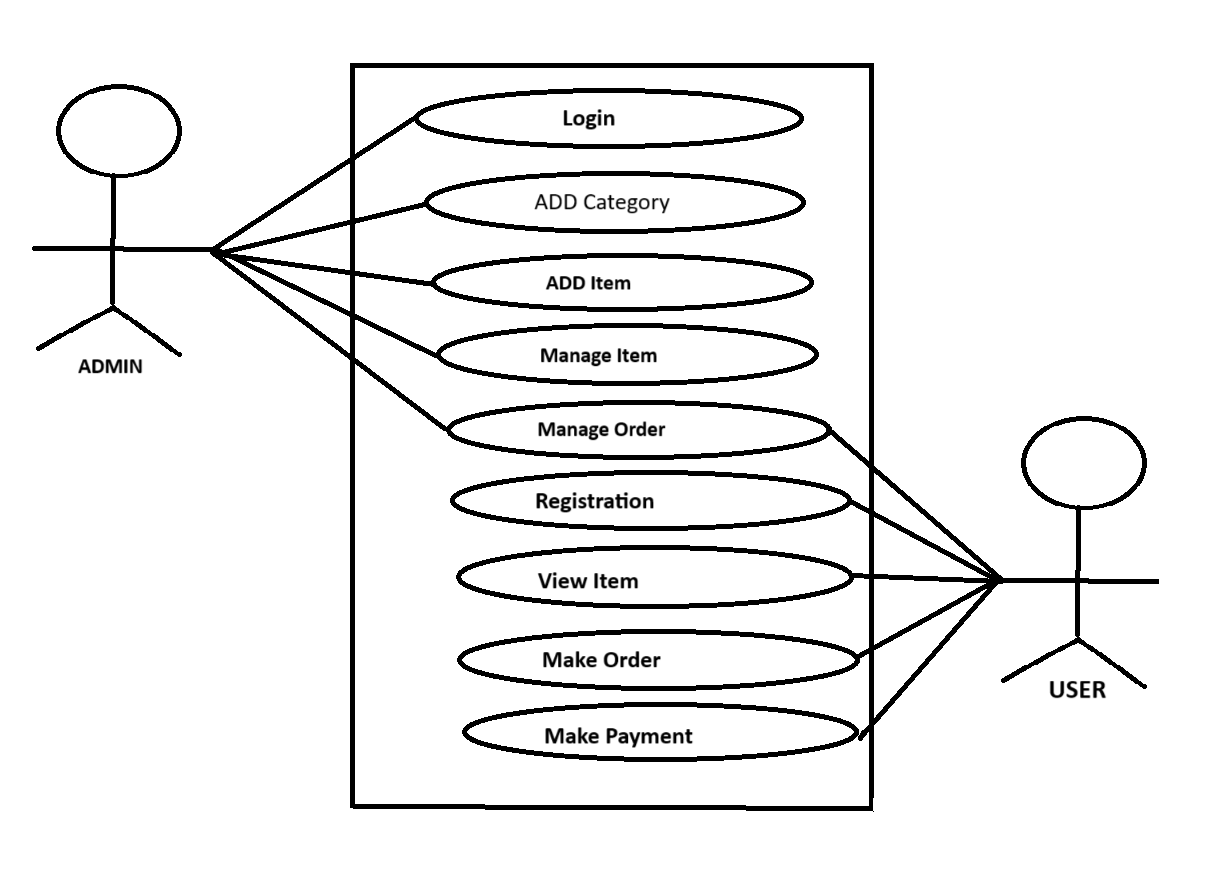 Login
ADD Category
ADD Item
Manage Item
ADMIN
Manage Order
Registration
View Item
Make Order
USER
Make Payment